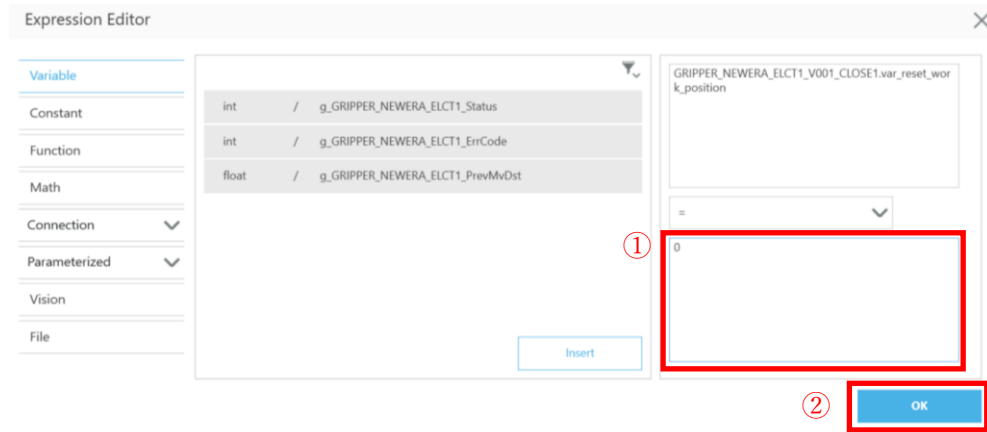 Expression Editor
Variable
Constant
Function
Math
Connection
Parameterized
Vision
File
int / g_GRIPPER_NEWERA_ELCT1_Status
int / g_GRIPPER_NEWERA_ELCT1_ErrCode
float / g_GRIPPER_NEWERA_ELCT1_PrevMvDst
Insert
GRIPPER_NEWERA_ELCT1_V001_CLOSE1.var_reset_wor
k_position
=
①
0
②
OK